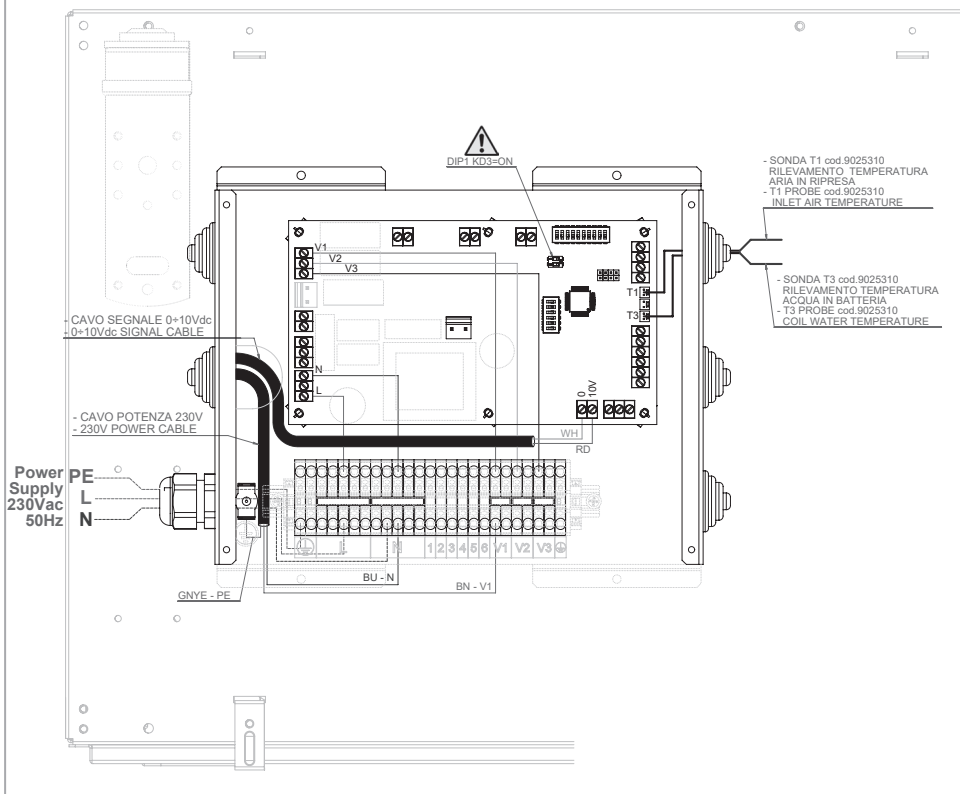 DIP1 KD3=ON
- SONDA T1 cod.9025310
RILEVAMENTO TEMPERATURA
ARIA IN RIPRESA
- T1 PROBE cod.9025310
INLET AIR TEMPERATURE
V1
V2
V3
T1
T3
- SONDA T3 cod.9025310
RILEVAMENTO TEMPERATURA
ACQUA IN BATTERIA
- T3 PROBE cod.9025310
COIL WATER TEMPERATURE
- CAVO SEGNALE 0÷10Vdc
- 0÷10Vdc SIGNAL CABLE
N
L
0
10V
- CAVO POTENZA 230V
- 230V POWER CABLE
WH
RD
Power
Supply
230Vac
50Hz
PE
L
N
L N 1 2 3 4 5 6 V1 V2 V3
BU - N
BN - V1
GNYE - PE